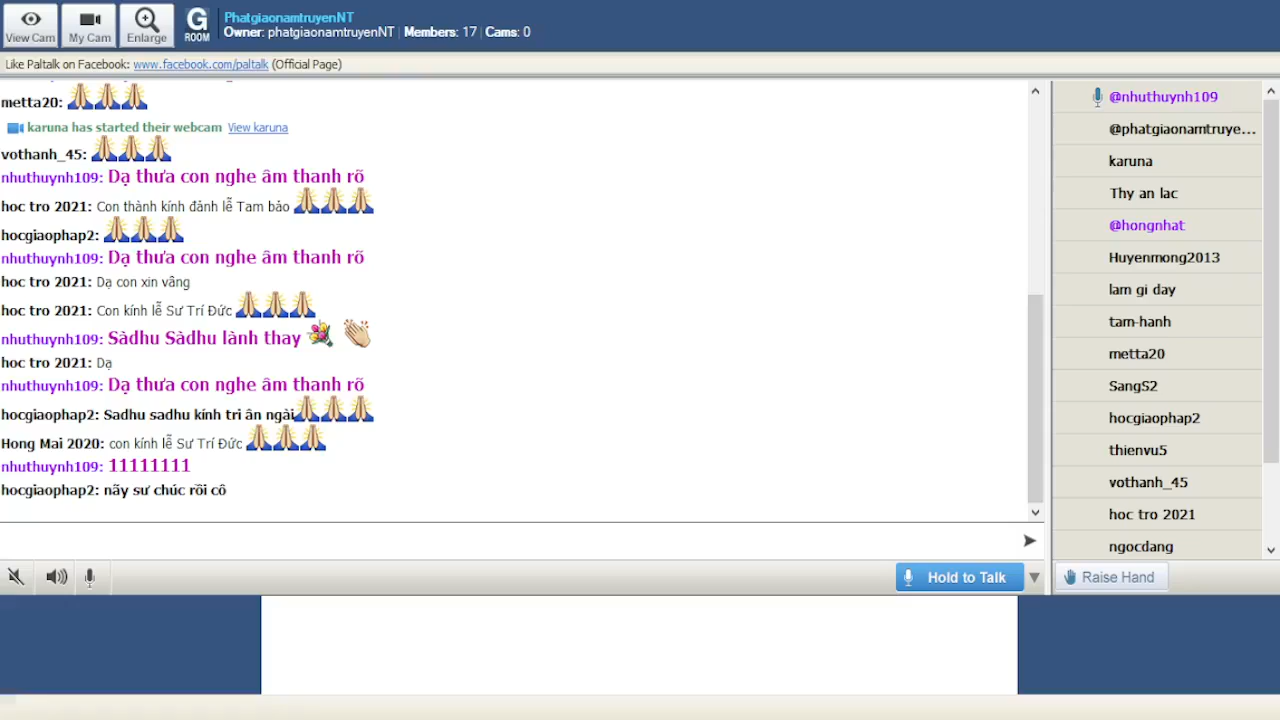 View Cam
My Cam
Enlarge
G
ROOM
PhatgiaonamtruyenNT
Owner: phatgiaonamtruyenNT | Members: 17 | Cams: 0
Like Paltalk on Facebook: www.facebook.com/paltalk (Official Page)
metta20:
karuna has started their webcam View karuna
vothanh_45:
nhuthuynh109: Dạ thưa con nghe âm thanh rõ
hoc tro 2021: Con thành kính đảnh lễ Tam bảo
hocgiaophap2:
nhuthuynh109: Dạ thưa con nghe âm thanh rõ
hoc tro 2021: Dạ con xin vâng
hoc tro 2021: Con kính lễ Sư Trí Đức
nhuthuynh109: Sàdhu Sàdhu lành thay
hoc tro 2021: Dạ
nhuthuynh109: Dạ thưa con nghe âm thanh rõ
hocgiaophap2: Sadhu sadhu kính tri ân ngài
Hong Mai 2020: con kính lễ Sư Trí Đức
nhuthuynh109: 11111111
hocgiaophap2: nãy sư chúc rồi cô
@nhuthuynh109
@phatgiaonamtruye...
karuna
Thy an lac
@hongnhat
Huyenmong2013
lam gi day
tam-hanh
metta20
SangS2
hocgiaophap2
thienvu5
vothanh_45
hoc tro 2021
ngocdang
Hold to Talk
Raise Hand